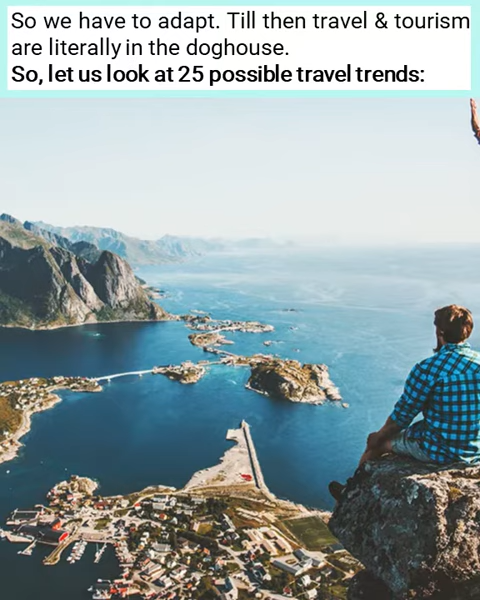 So we have to adapt. Till then travel & tourism
are literally in the doghouse.
So, let us look at 25 possible travel trends: